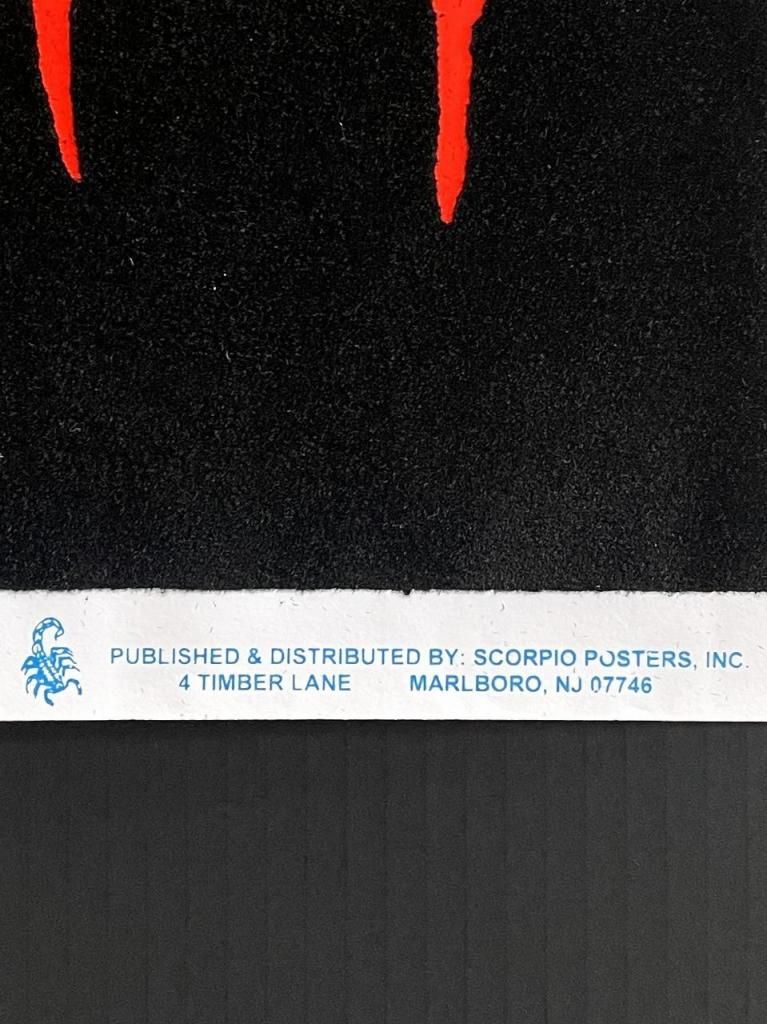 PUBLISHED & DISTRIBUTED BY: SCORPIO POSTERS, INC.
4 TIMBER LANE MARLBORO, NJ 07746